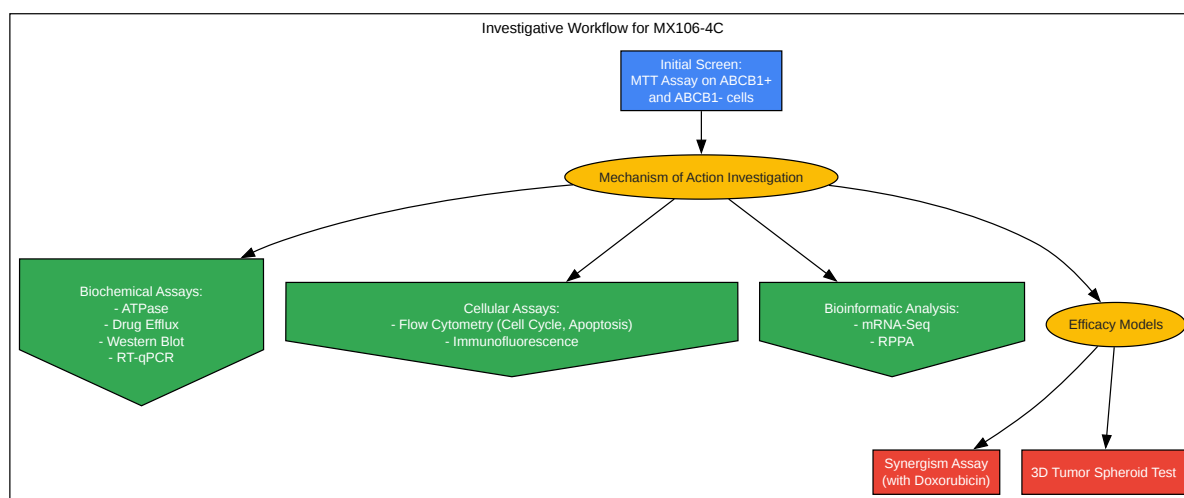 Investigative Workflow for MX106-4C
Initial Screen:
MTT Assay on ABCB1+
and ABCB1- cells
Mechanism of Action Investigation
Biochemical Assays:
- ATPase
- Drug Efflux
- Western Blot
- RT-qPCR
Cellular Assays:
- Flow Cytometry (Cell Cycle, Apoptosis)
- Immunofluorescence
Bioinformatic Analysis:
- mRNA-Seq
- RPPA
Efficacy Models
Synergism Assay
(with Doxorubicin)
3D Tumor Spheroid Test